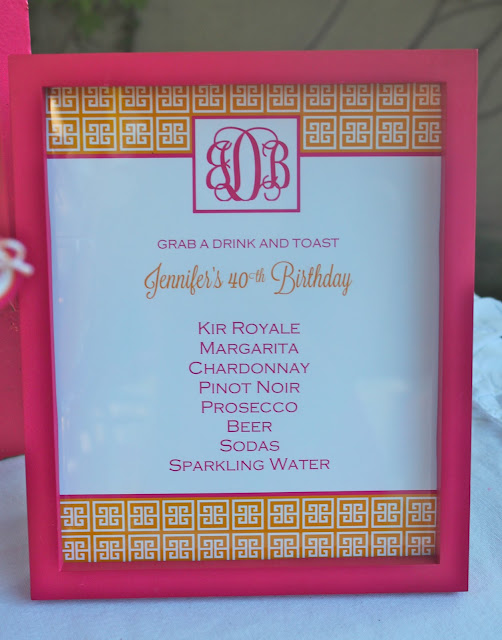 GRAB A DRINK AND TOAST
Jennifer's 40th Birthday
KIR ROYALE
MARGARITA
CHARDONNAY
PINOT NOIR
PROSECCO
BEER
SODAS
SPARKLING WATER